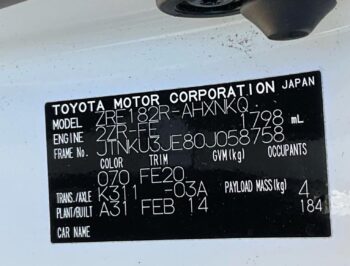 TOYOTA MOTOR CORPORATION JAPAN
MODEL ZRE182R-AHXNKQ
ENGINE 2ZR-FE 1798 mL
FRAME No. JTNKU3JE80J058758
COLOR TRIM GVM(kg) OCCUPANTS
070 FE20
TRANS./AXLE K311 -03A PAYLOAD MASS(kg) 4
PLANT/BUILT A31 FEB 14 184
CAR NAME